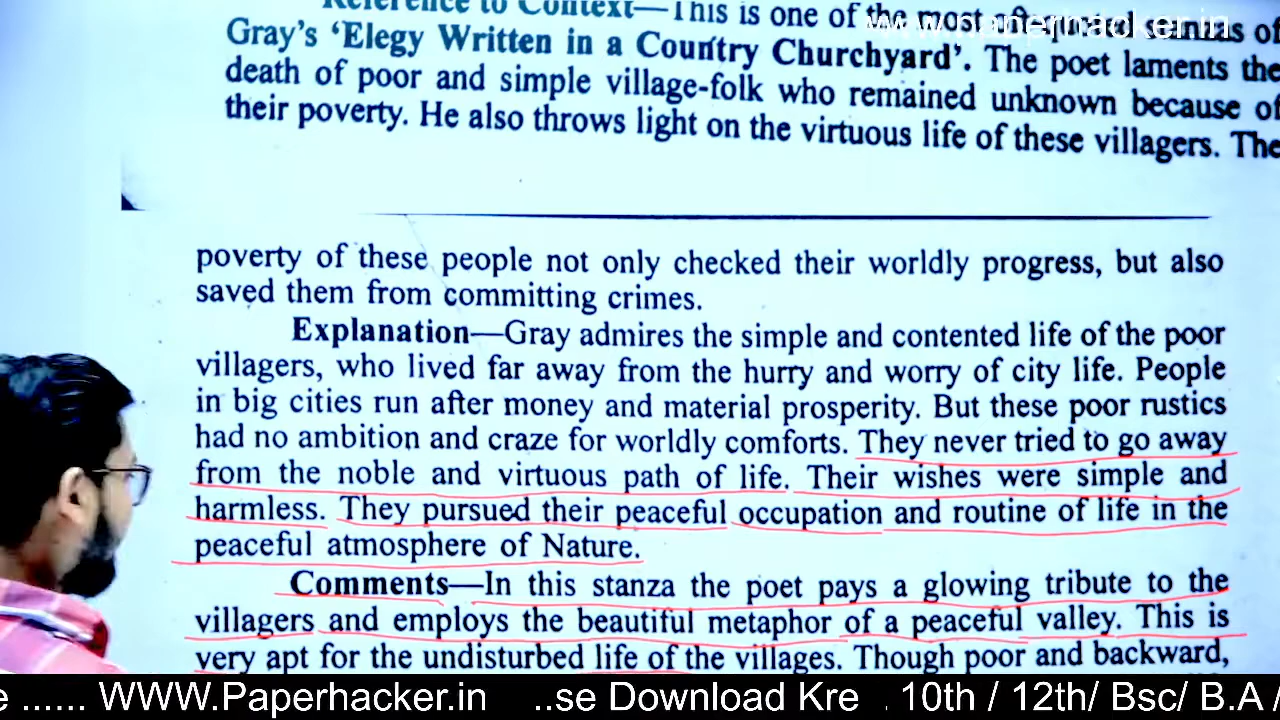 Reference to Context—This is one of the most oft-quoted stanzas of
www.paperhacker.in
Gray's 'Elegy Written in a Country Churchyard'. The poet laments the
death of poor and simple village-folk who remained unknown because of
their poverty. He also throws light on the virtuous life of these villagers. The
poverty of these people not only checked their worldly progress, but also
saved them from committing crimes.
Explanation—Gray admires the simple and contented life of the poor
villagers, who lived far away from the hurry and worry of city life. People
in big cities run after money and material prosperity. But these poor rustics
had no ambition and craze for worldly comforts. They never tried to go away
from the noble and virtuous path of life. Their wishes were simple and
harmless. They pursued their peaceful occupation and routine of life in the
peaceful atmosphere of Nature.
Comments—In this stanza the poet pays a glowing tribute to the
villagers and employs the beautiful metaphor of a peaceful valley. This is
very apt for the undisturbed life of the villages. Though poor and backward,
e ...... WWW.Paperhacker.in ..se Download Kre . 10th / 12th/ Bsc/ B.A /